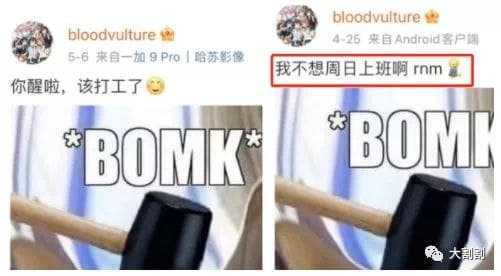 bloodvulture
5-6 来自一加 9 Pro | 哈苏影像
你醒啦，该打工了
*BOMK*
bloodvulture
4-25 来自Android客户端
我不想周日上班啊 rnm
*BOMK
大割割